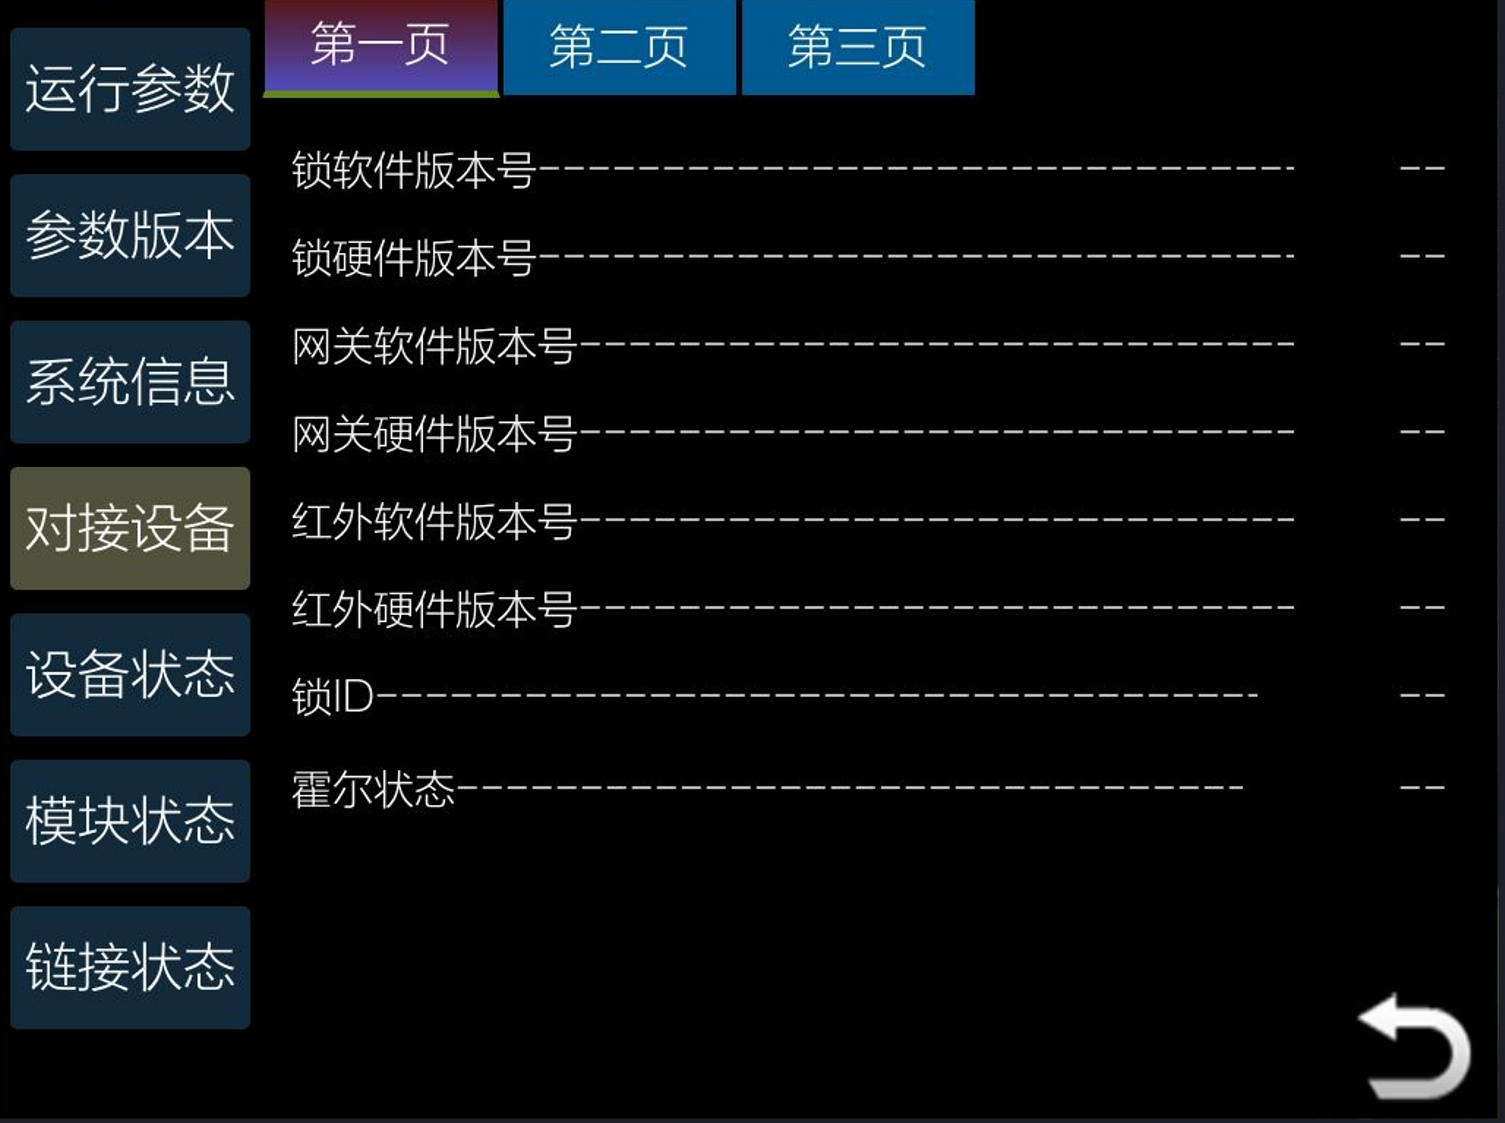 第一页 第二页 第三页
运行参数
参数版本
系统信息
对接设备
设备状态
模块状态
链接状态
锁软件版本号------------------------------- --
锁硬件版本号------------------------------- --
网关软件版本号----------------------------- --
网关硬件版本号----------------------------- --
红外软件版本号----------------------------- --
红外硬件版本号----------------------------- --
锁ID------------------------------------ --
霍尔状态-------------------------------- --